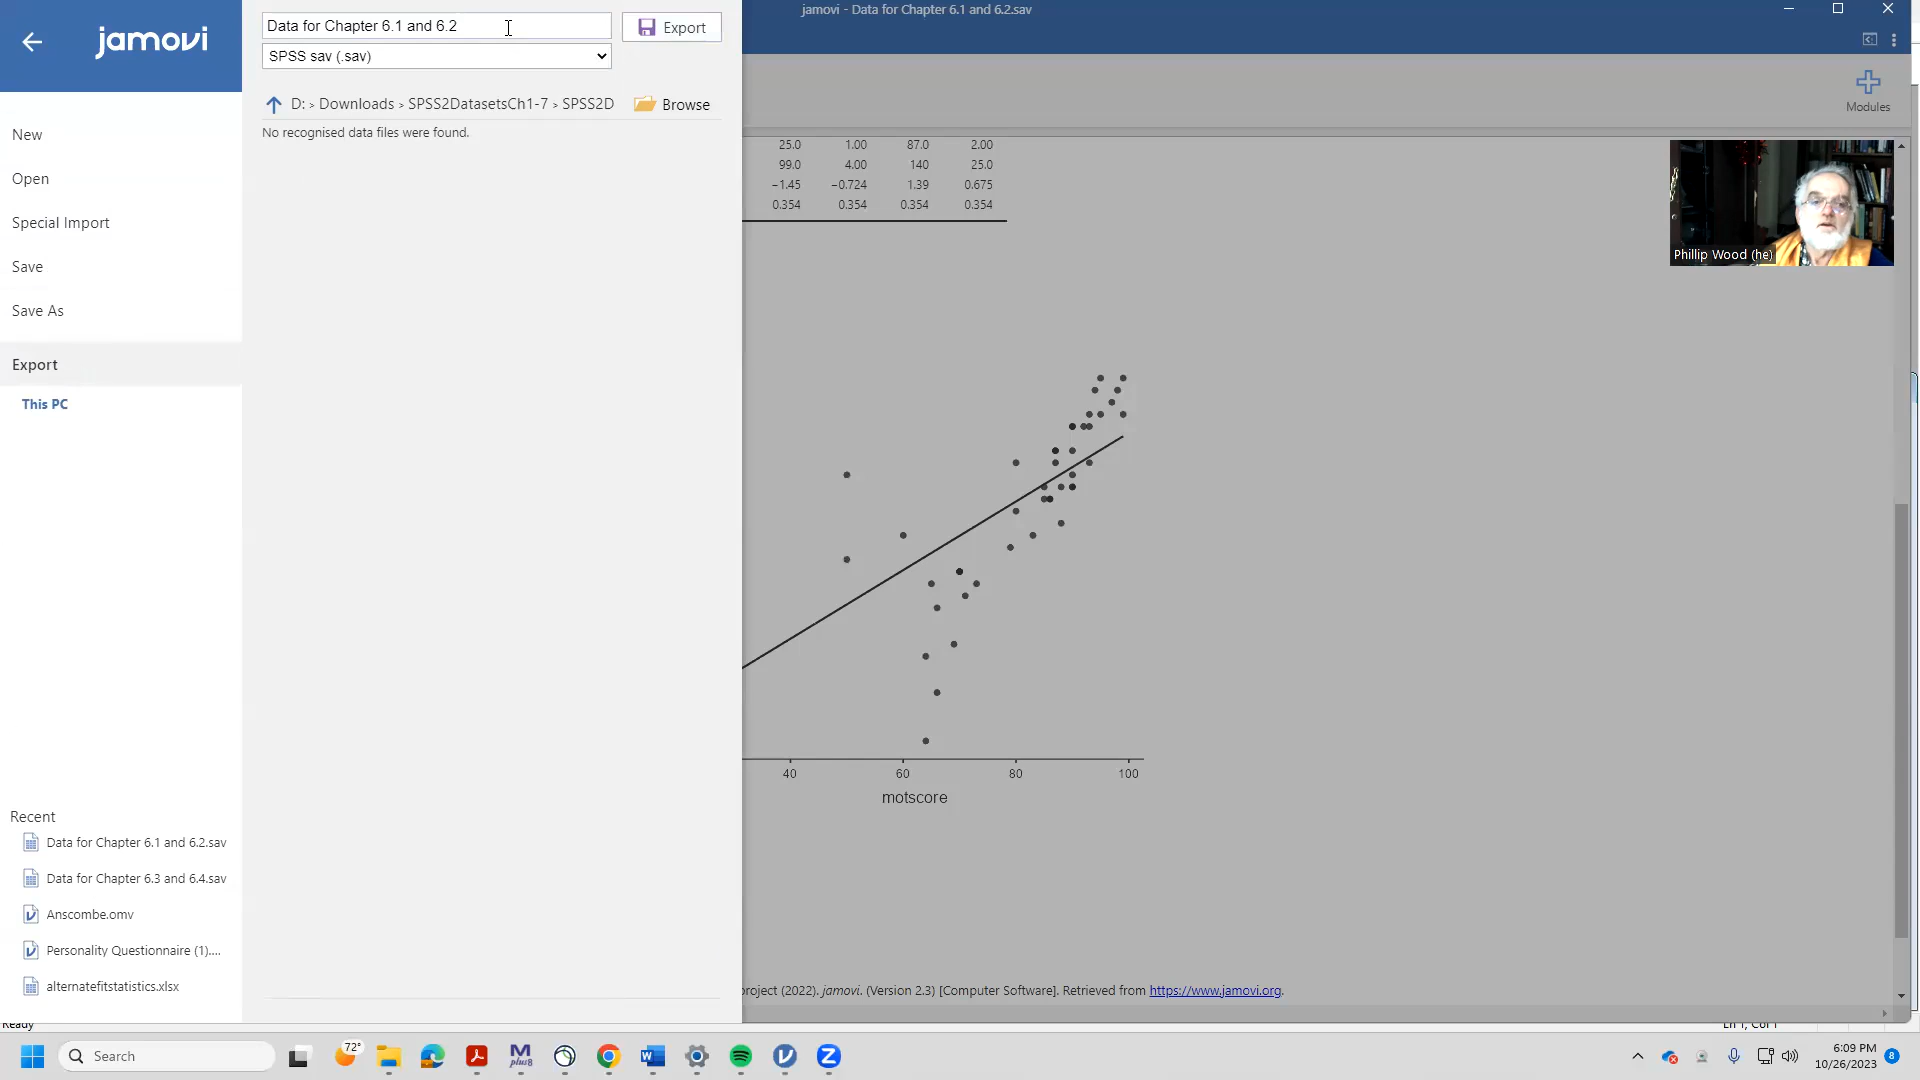 jamovi
New
Open
Special Import
Save
Save As
Export
This PC
Recent
Data for Chapter 6.1 and 6.2.sav
Data for Chapter 6.3 and 6.4.sav
Anscombe.omv
Personality Questionnaire (1)....
alternatefitstatistics.xlsx
Data for Chapter 6.1 and 6.2
Export
SPSS sav (.sav)
D: > Downloads > SPSS2DatasetsCh1-7 > SPSS2D
Browse
No recognised data files were found.
jamovi - Data for Chapter 6.1 and 6.2.sav
Modules
25.0 1.00 87.0 2.00
99.0 4.00 140 25.0
−1.45 −0.724 1.39 0.675
0.354 0.354 0.354 0.354
Phillip Wood (he)
40 60 80 100
motscore
project (2022). jamovi. (Version 2.3) [Computer Software]. Retrieved from https://www.jamovi.org.
Ready
Ln 1, Col 1
Search
72°
M
plus8
6:09 PM
10/26/2023
8